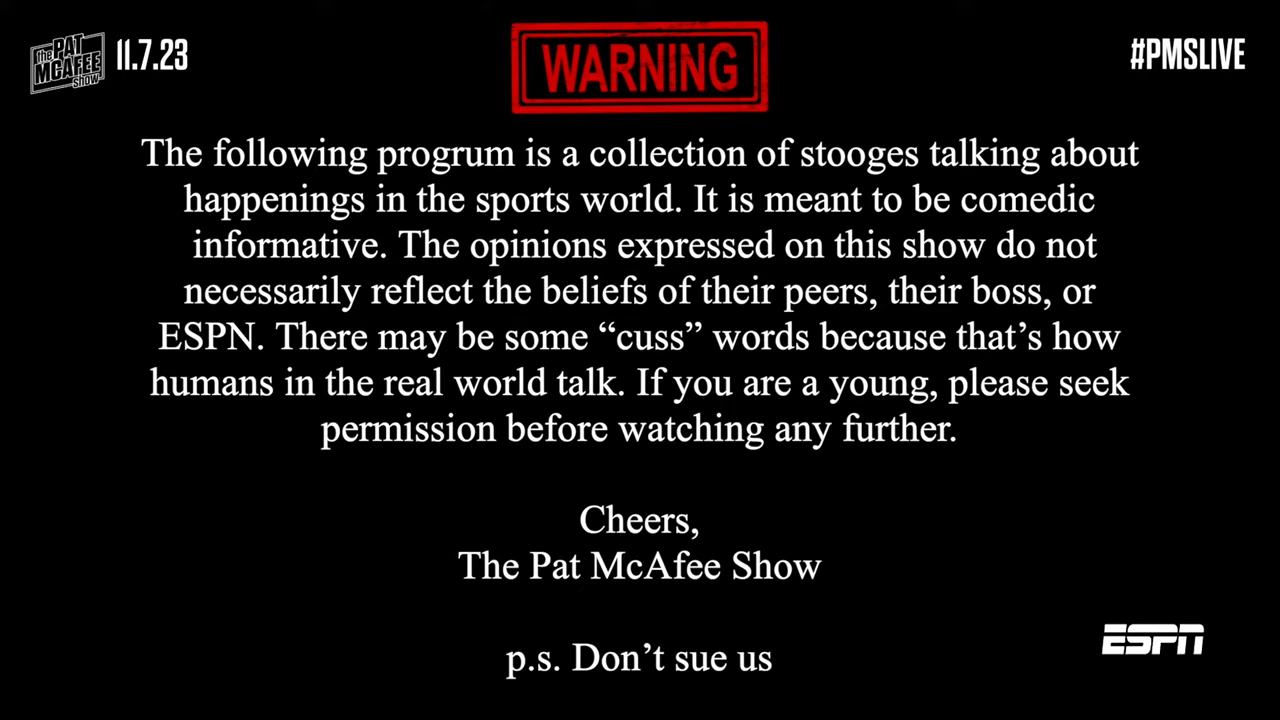 The PAT MCAFEE Show
11.7.23
WARNING
#PMSLIVE
The following progrum is a collection of stooges talking about
happenings in the sports world. It is meant to be comedic
informative. The opinions expressed on this show do not
necessarily reflect the beliefs of their peers, their boss, or
ESPN. There may be some “cuss” words because that’s how
humans in the real world talk. If you are a young, please seek
permission before watching any further.
Cheers,
The Pat McAfee Show
p.s. Don’t sue us
ESPN